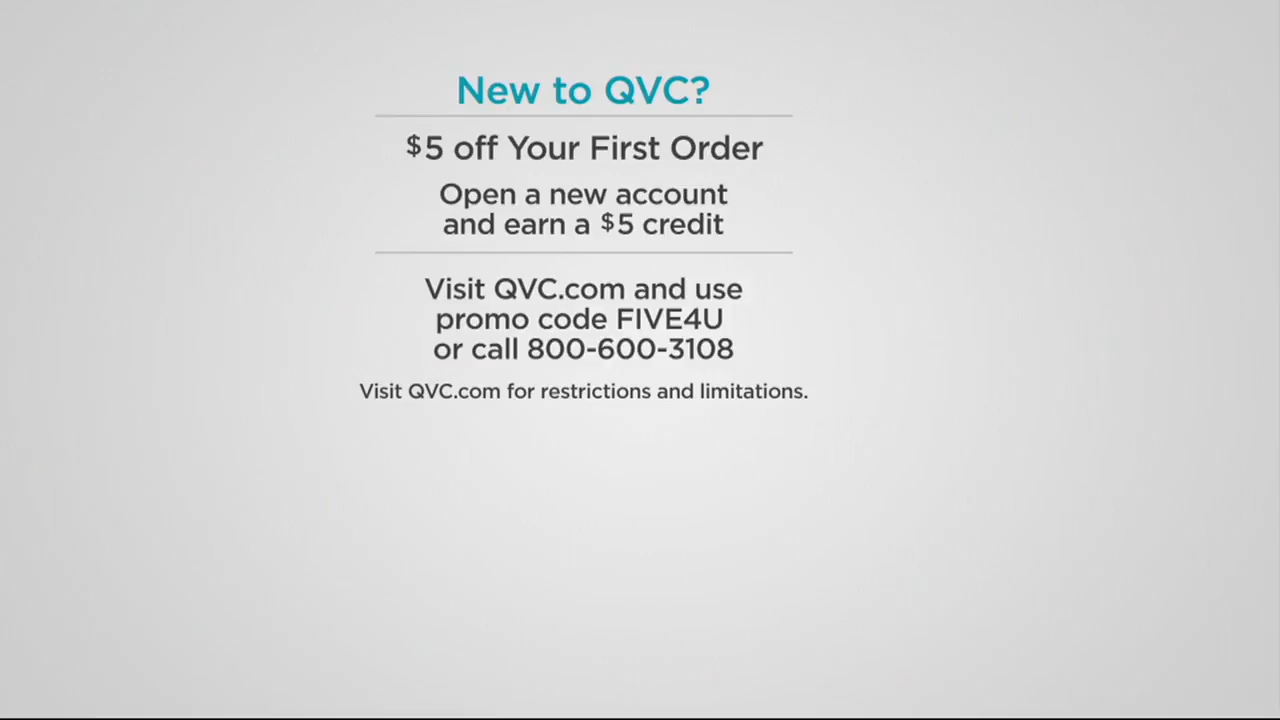 New to QVC?
$5 off Your First Order
Open a new account
and earn a $5 credit
Visit QVC.com and use
promo code FIVE4U
or call 800-600-3108
Visit QVC.com for restrictions and limitations.